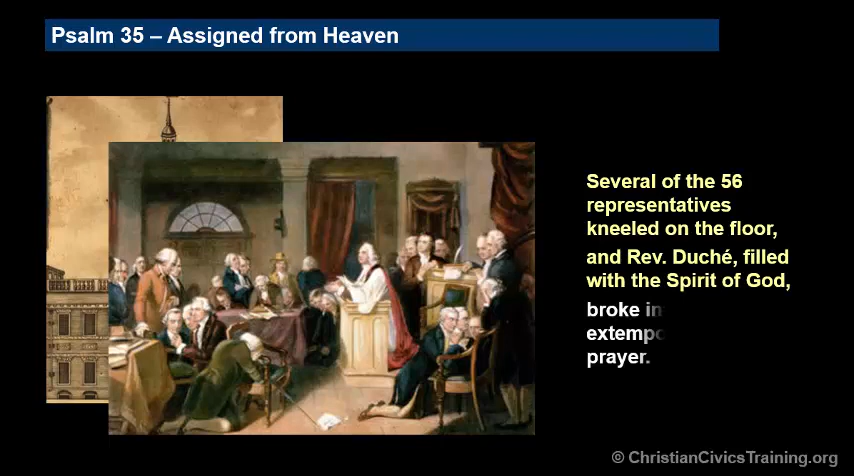 Psalm 35 – Assigned from Heaven
Several of the 56
representatives
kneeled on the floor,
and Rev. Duché, filled
with the Spirit of God,
broke in
prayer.
© ChristianCivicsTraining.org